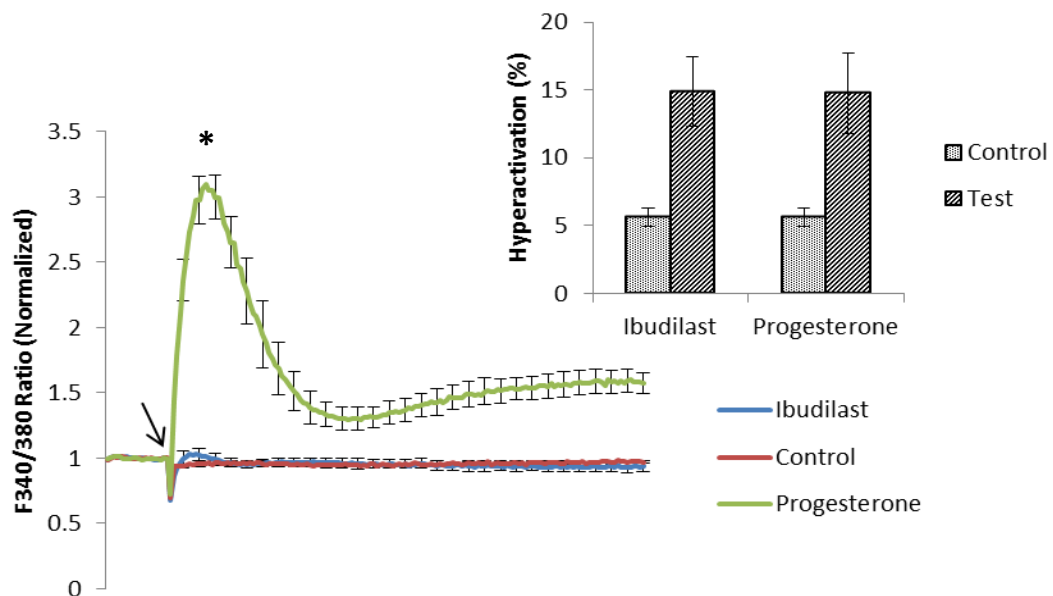 20
15
10
5
0
Hyperactivation (%)
Ibudilast
Progesterone
Control
Test
3.5
3
2.5
2
1.5
1
0.5
0
F340/380 Ratio (Normalized)
*
Ibudilast
Control
Progesterone